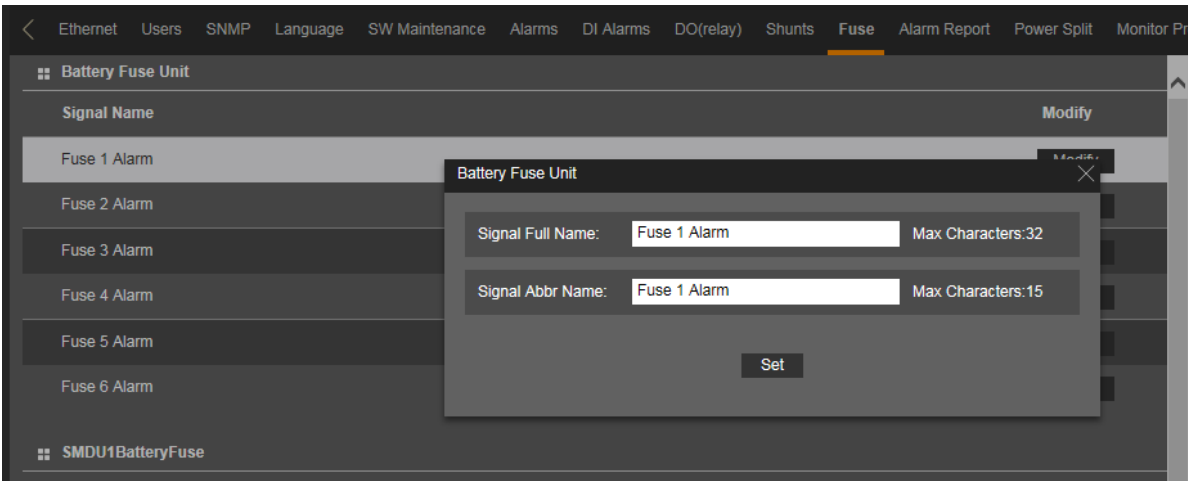 Ethernet Users SNMP Language SW Maintenance Alarms DI Alarms DO(relay) Shunts Fuse Alarm Report Power Split Monitor Pr
Battery Fuse Unit
Signal Name Modify
Fuse 1 Alarm Modify
Battery Fuse Unit
Signal Full Name: Fuse 1 Alarm Max Characters:32
Signal Abbr Name: Fuse 1 Alarm Max Characters:15
Set
Fuse 2 Alarm
Fuse 3 Alarm
Fuse 4 Alarm
Fuse 5 Alarm
Fuse 6 Alarm
SMDU1BatteryFuse